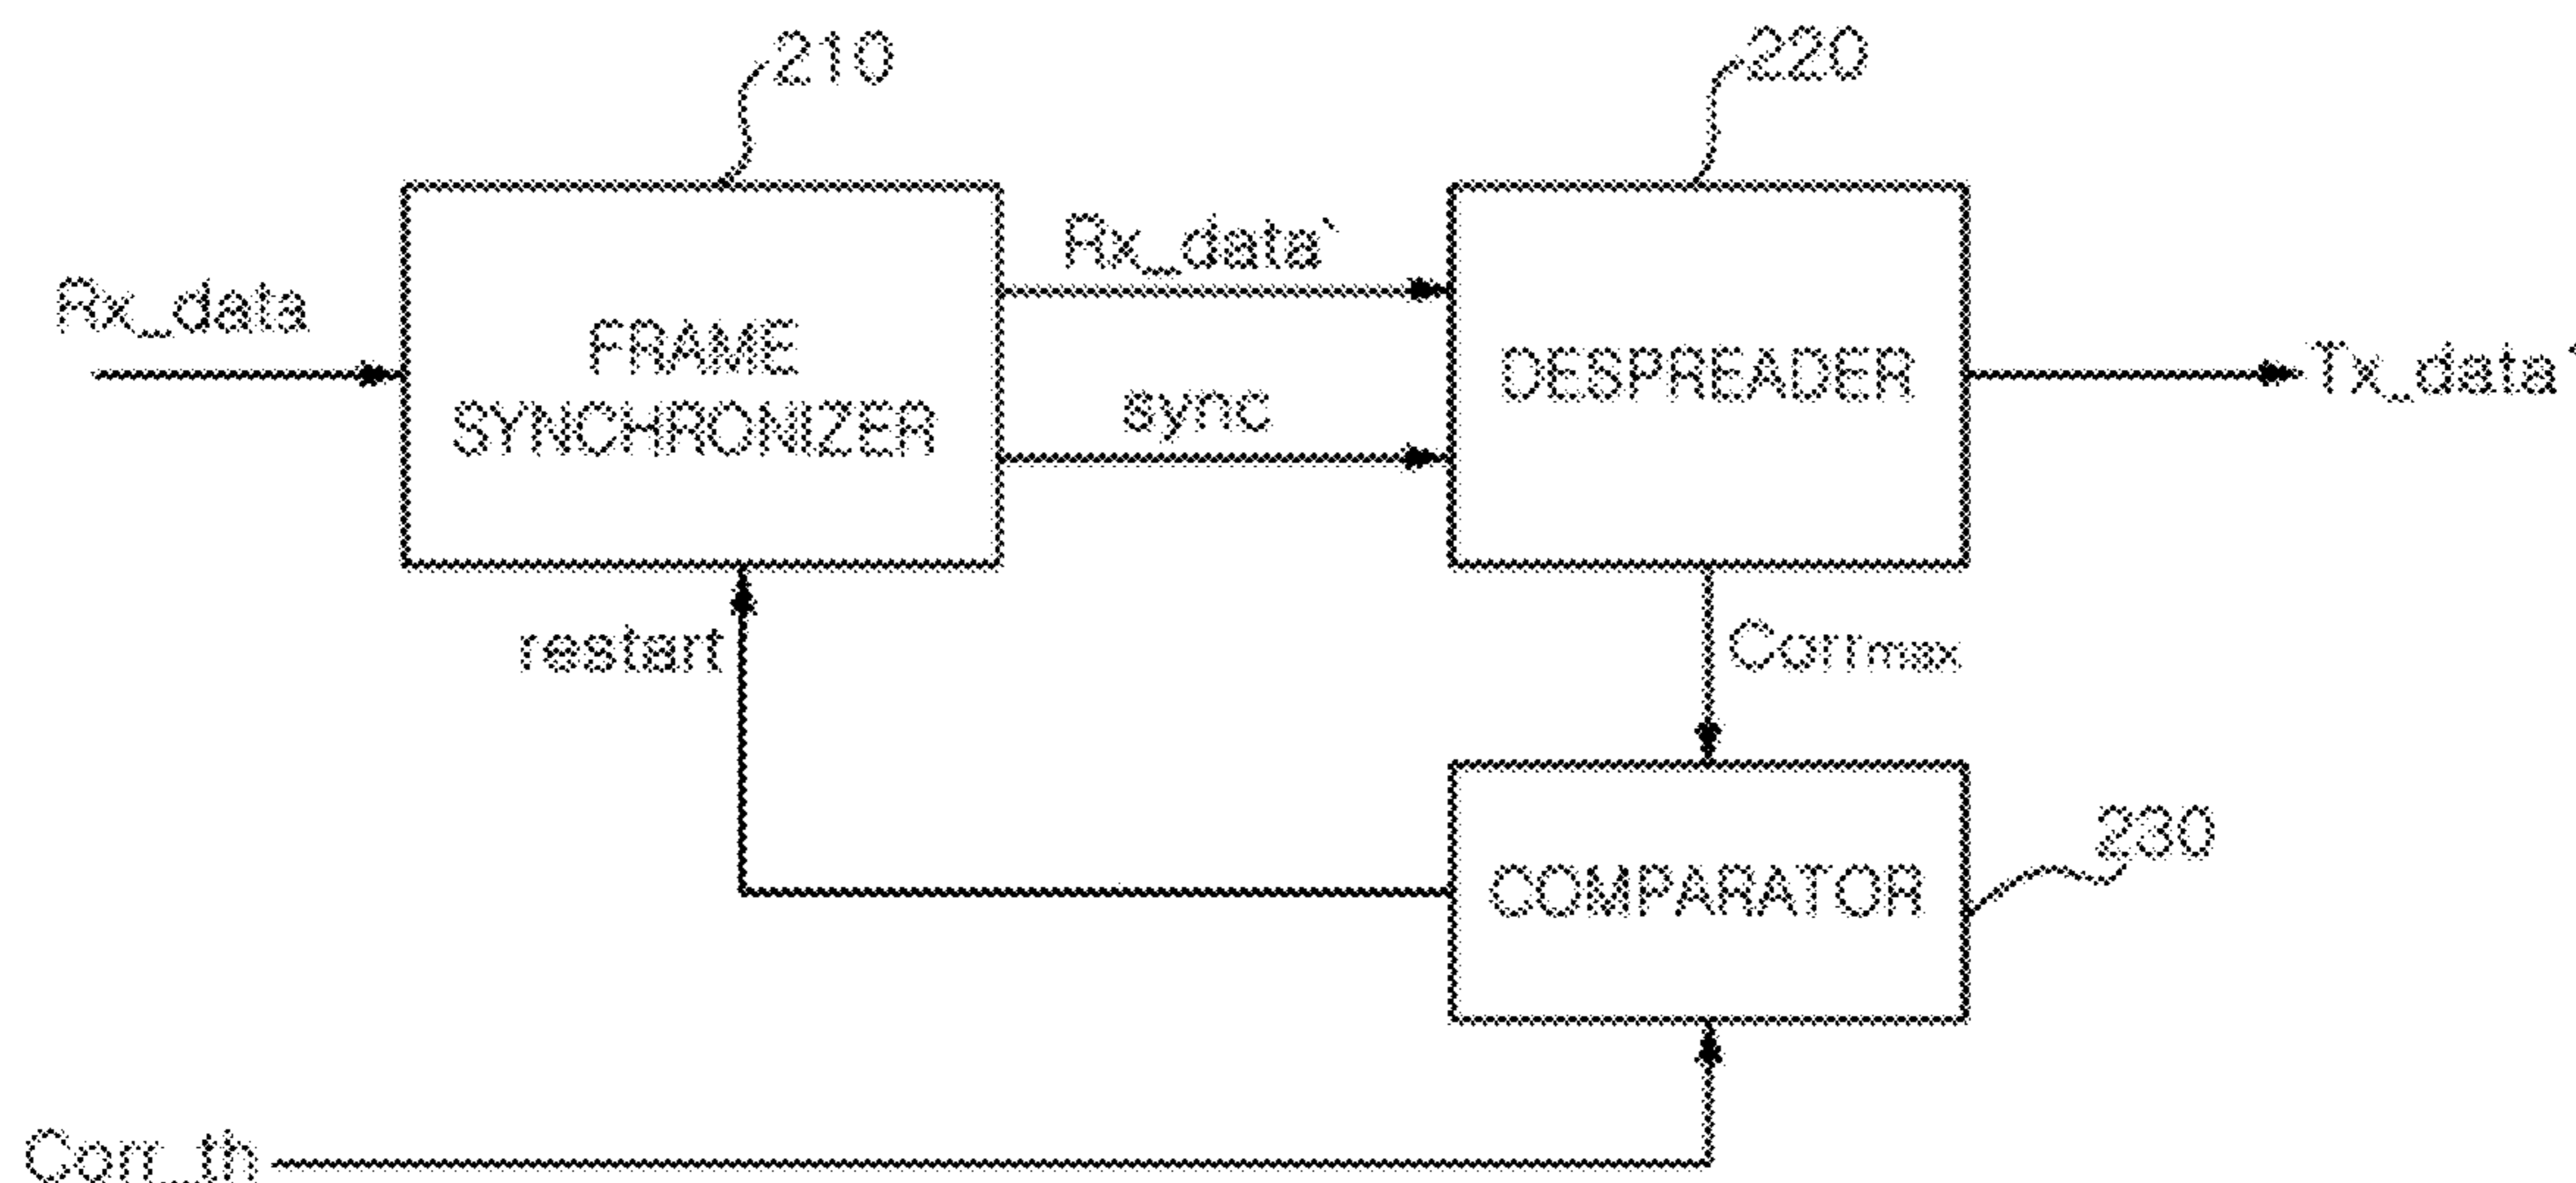 210
220
Rx_data
FRAME
SYNCHRONIZER
Rx_data`
sync
DESPREADER
Tx_data`
restart
Corrmax
COMPARATOR
230
Corr_th